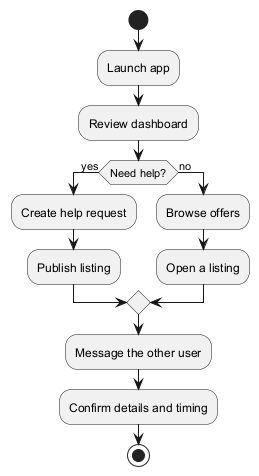 Launch app
Review dashboard
yes
Need help?
no
Create help request
Browse offers
Publish listing
Open a listing
Message the other user
Confirm details and timing